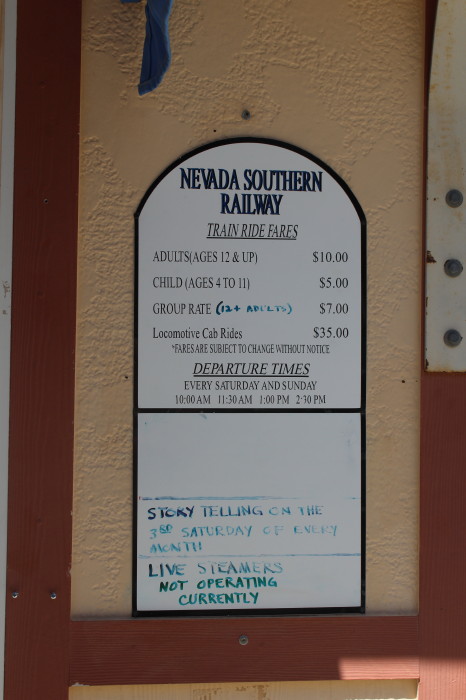 NEVADA SOUTHERN
RAILWAY
TRAIN RIDE FARES
ADULTS(AGES 12 & UP) $10.00
CHILD (AGES 4 TO 11) $5.00
GROUP RATE (12+ ADULTS) $7.00
Locomotive Cab Rides $35.00
*FARES ARE SUBJECT TO CHANGE WITHOUT NOTICE
DEPARTURE TIMES
EVERY SATURDAY AND SUNDAY
10:00 AM 11:30 AM 1:00 PM 2:30 PM
STORY TELLING ON THE
3RD SATURDAY OF EVERY
MONTH
LIVE STEAMERS
NOT OPERATING
CURRENTLY